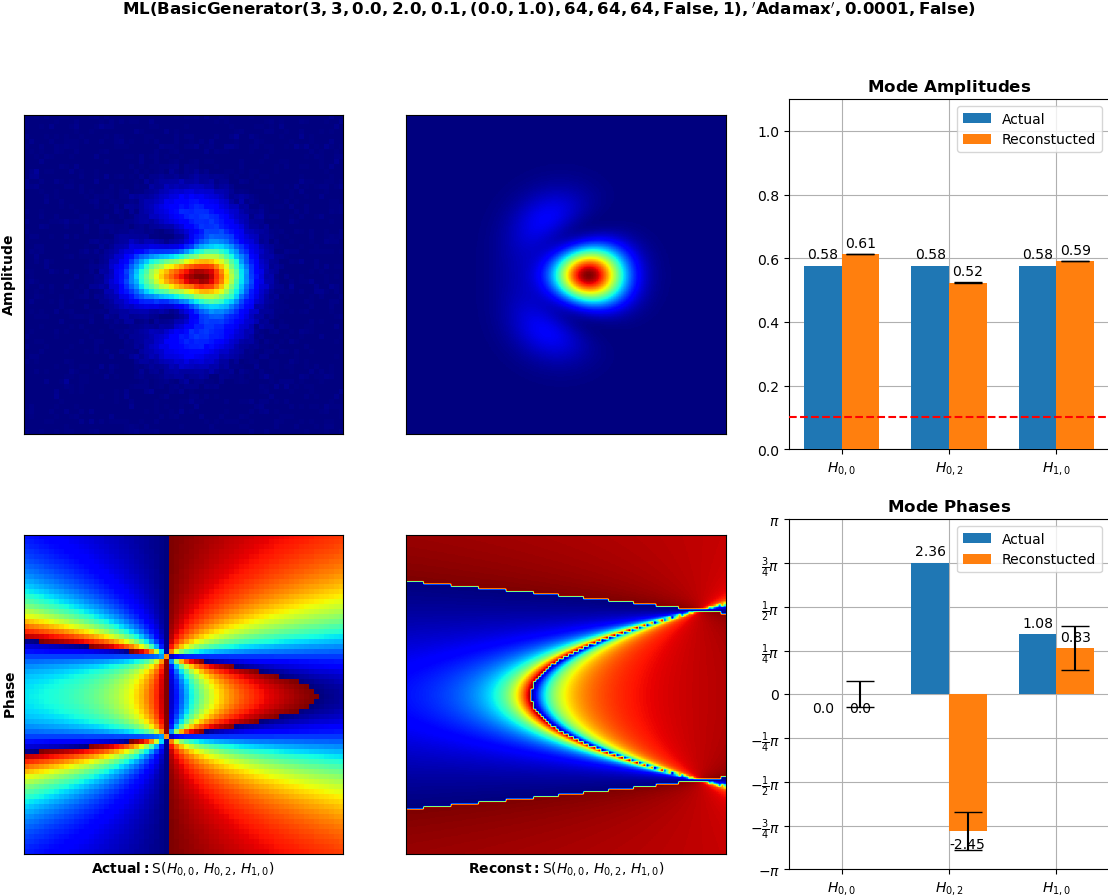 ML(BasicGenerator(3, 3, 0.0, 2.0, 0.1, (0.0, 1.0), 64, 64, 64, False, 1), ′Adamax′, 0.0001, False)
Amplitude
Mode Amplitudes
Actual
Reconstucted
1.0
0.8
0.6
0.4
0.2
0.0
0.58
0.61
0.58
0.52
0.58
0.59
H0,0
H0,2
H1,0
Phase
Actual: S(H0,0, H0,2, H1,0)
Reconst: S(H0,0, H0,2, H1,0)
Mode Phases
Actual
Reconstucted
π
3/4π
1/2π
1/4π
0
−1/4π
−1/2π
−3/4π
−π
0.0
0.0
2.36
-2.45
1.08
0.83
H0,0
H0,2
H1,0